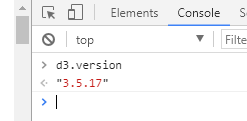 Elements Console
top Filte
d3.version
"3.5.17"